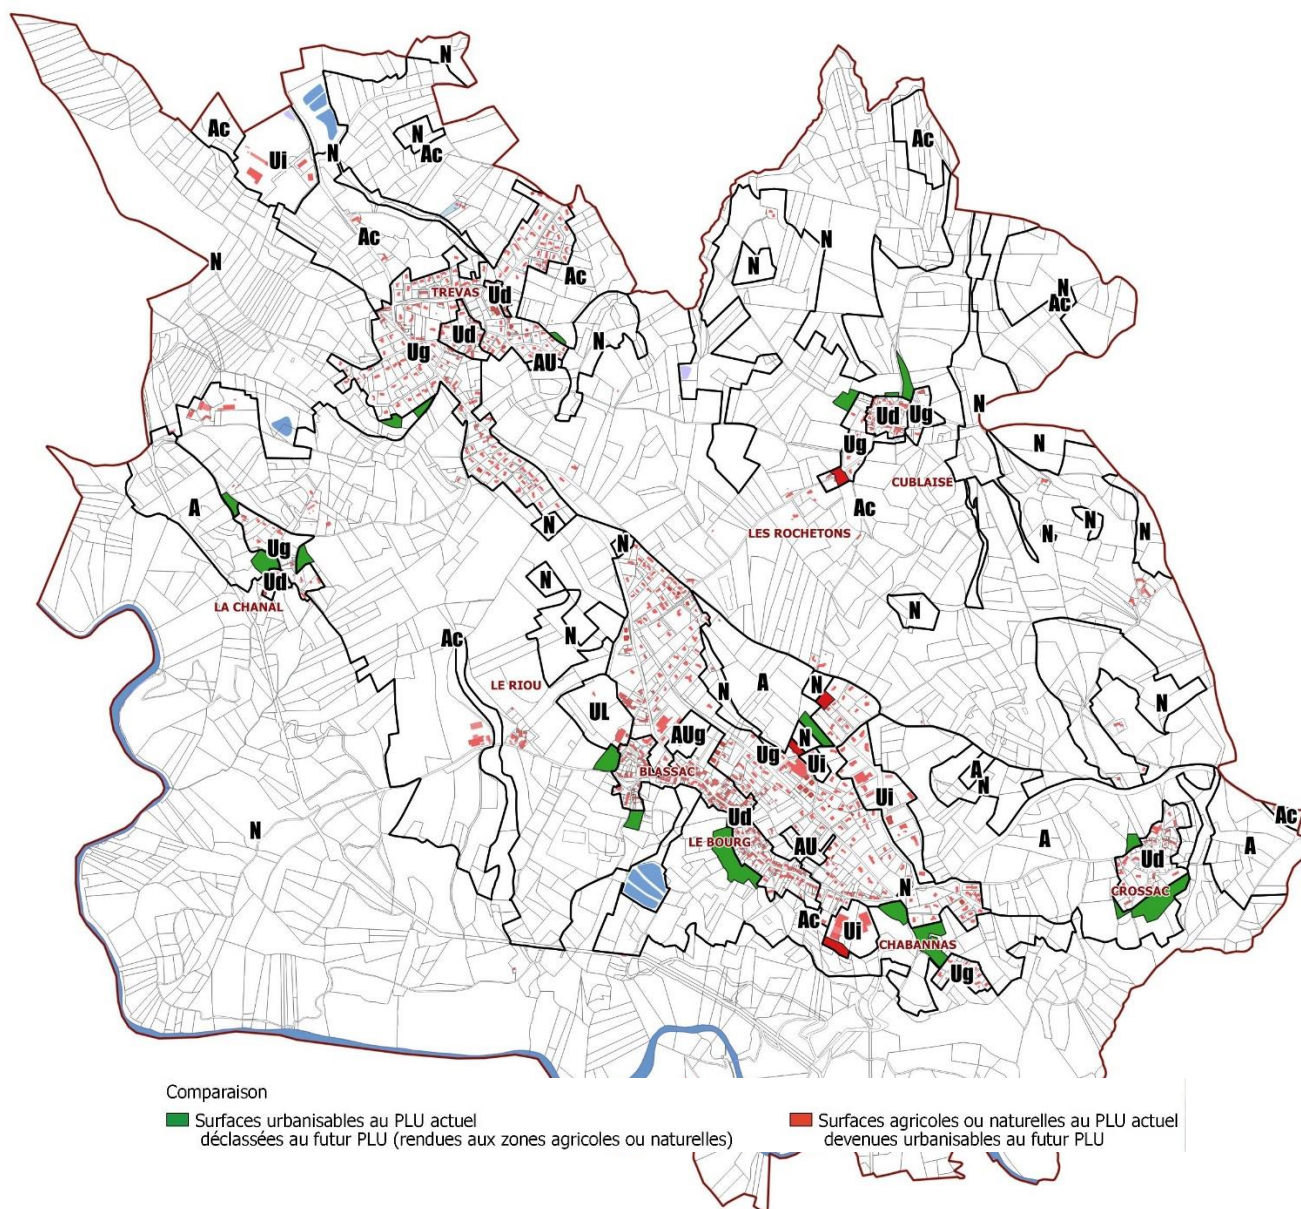 N
Ac
N
Ac
Ac
Ui
N
Ac
N
N
N
N
Ac
Ac
TREVAS
Ud
Ud
N
Ug
AU
N
Ud
Ug
Ug
N
CUBLAISE
A
Ac
LES ROCHETONS
N
N
N
N
Ug
N
N
Ud
LA CHANAL
N
N
Ac
N
LE RIOU
A
N
N
N
UL
AUg
N
Ug
Ui
BLASSAC
A
N
Ui
Ud
Ac
N
LE BOURG
AU
A
Ud
A
N
CROSSAC
Ac
Ui
CHABANNAS
Ug
Comparaison
Surfaces urbanisables au PLU actuel
déclassées au futur PLU (rendues aux zones agricoles ou naturelles)
Surfaces agricoles ou naturelles au PLU actuel
devenues urbanisables au futur PLU